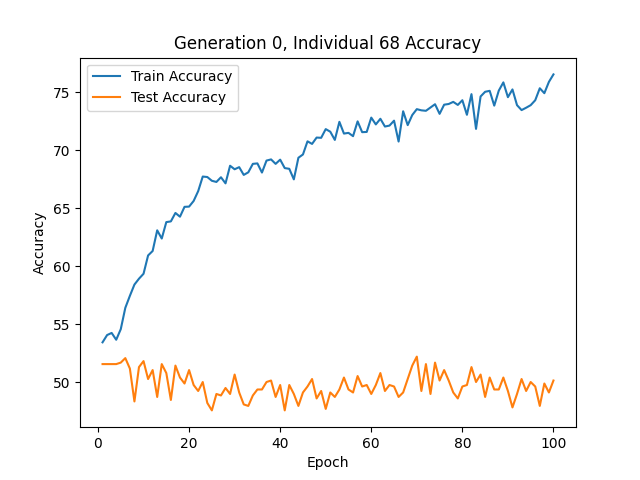 Generation 0, Individual 68 Accuracy
Train Accuracy
Test Accuracy
75
70
65
60
55
50
Accuracy
0 20 40 60 80 100
Epoch